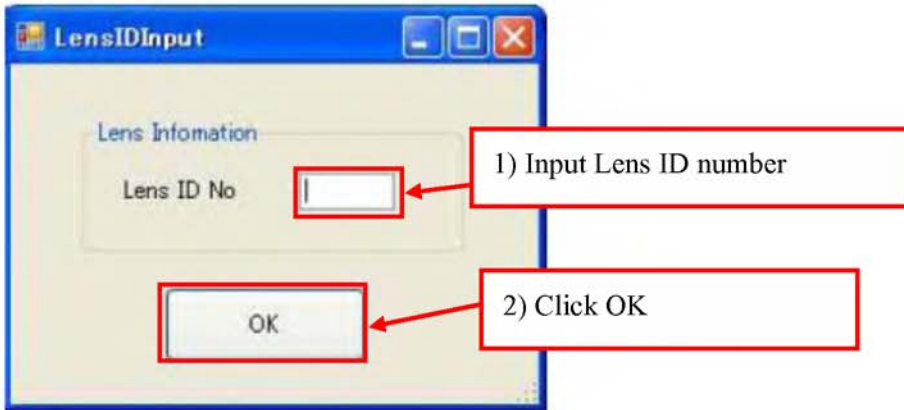 LensIDInput
Lens Infomation
Lens ID No
1) Input Lens ID number
OK
2) Click OK